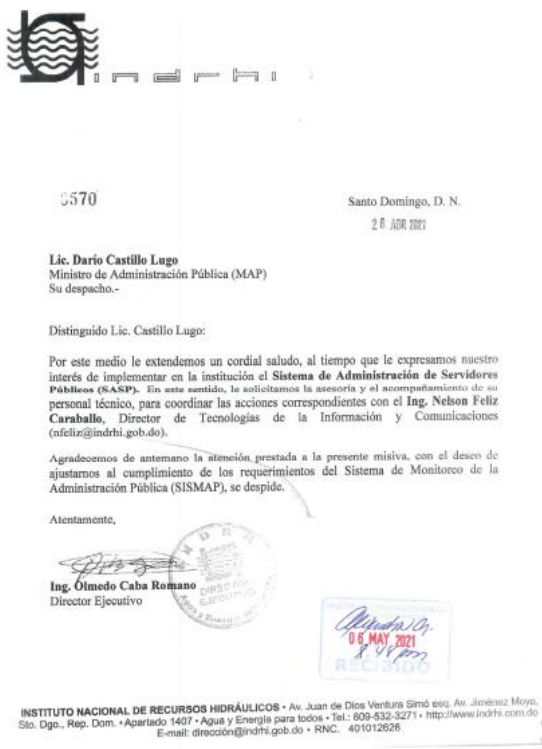 indrhi
0570
Santo Domingo, D. N.
ABR 2021
Lic. Darío Castillo Lugo
Ministro de Administración Pública (MAP)
Su despacho.-
Distinguido Lic. Castillo Lugo:
Por este medio le extendemos un cordial saludo, al tiempo que le expresamos nuestro
interés de implementar en la institución el Sistema de Administración de Servidores
Públicos (SASP). En este sentido, le solicitamos la asesoría y el acompañamiento de su
personal técnico, para coordinar las acciones correspondientes con el Ing. Nelson Feliz
Caraballo, Director de Tecnologías de la Información y Comunicaciones
(nfeliz@indrhi.gob.do).
Agradecemos de antemano la atención prestada a la presente misiva, con el deseo de
ajustarnos al cumplimiento de los requerimientos del Sistema de Monitoreo de la
Administración Pública (SISMAP), se despide.
Atentamente,
INDRHI
DIRECTOR
EJECUTIVO
Ing. Olmedo Caba Romano
Director Ejecutivo
06 MAY 2021
8:44 pm
RECIBIDO
INSTITUTO NACIONAL DE RECURSOS HIDRÁULICOS • Av. Juan de Dios Ventura Simó esq. Av. Jiménez Moya,
Sto. Dgo., Rep. Dom. • Apartado 1407 • Agua y Energía para todos • Tel.: 809-532-3271 • http://www.indrhi.com.do
E-mail: dirección@indrhi.gob.do • RNC. 401012626